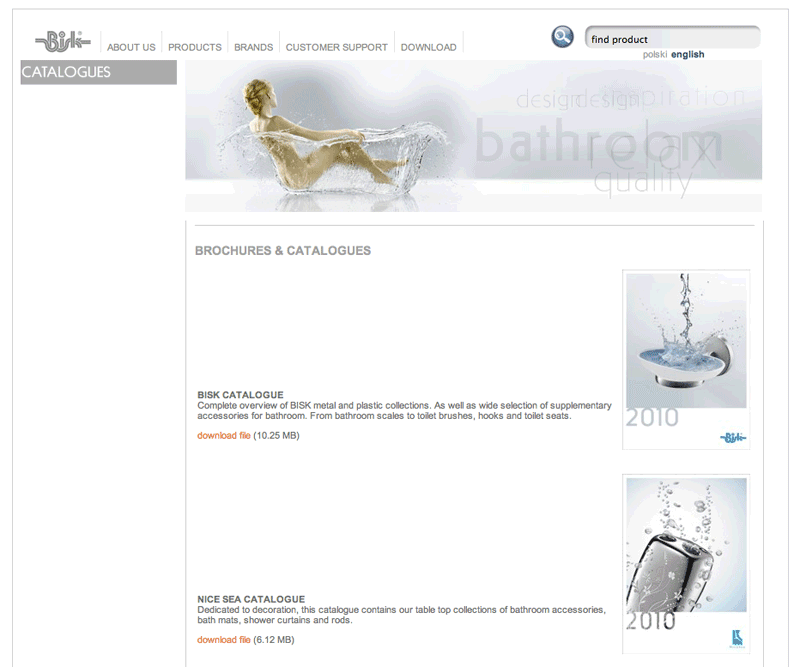 Bisk
ABOUT US PRODUCTS BRANDS CUSTOMER SUPPORT DOWNLOAD
find product
polski english
CATALOGUES
designdesigninspiration
bathroom
relax
quality
BROCHURES & CATALOGUES
BISK CATALOGUE
Complete overview of BISK metal and plastic collections. As well as wide selection of supplementary
accessories for bathroom. From bathroom scales to toilet brushes, hooks and toilet seats.
download file (10.25 MB)
2010
Bisk
NICE SEA CATALOGUE
Dedicated to decoration, this catalogue contains our table top collections of bathroom accessories,
bath mats, shower curtains and rods.
download file (6.12 MB)
2010